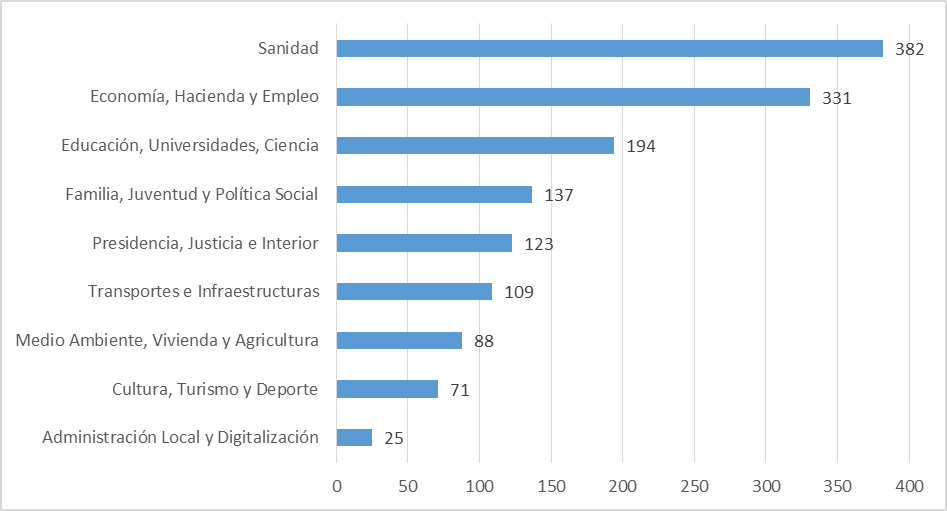 Sanidad 382
Economía, Hacienda y Empleo 331
Educación, Universidades, Ciencia 194
Familia, Juventud y Política Social 137
Presidencia, Justicia e Interior 123
Transportes e Infraestructuras 109
Medio Ambiente, Vivienda y Agricultura 88
Cultura, Turismo y Deporte 71
Administración Local y Digitalización 25
0 50 100 150 200 250 300 350 400